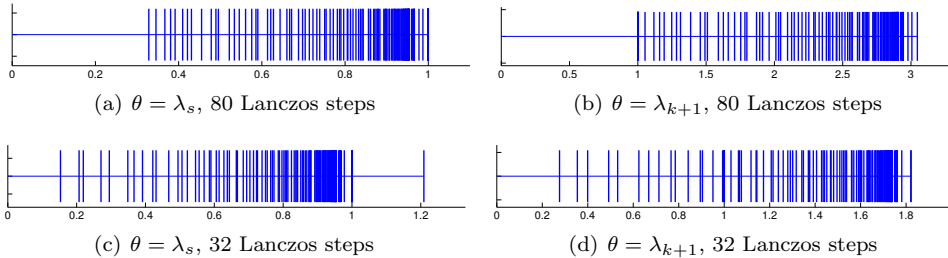 0 0.2 0.4 0.6 0.8 1
0 0.5 1 1.5 2 2.5 3
(a) θ = λ_s, 80 Lanczos steps
(b) θ = λ_{k+1}, 80 Lanczos steps
0 0.2 0.4 0.6 0.8 1 1.2
0 0.2 0.4 0.6 0.8 1 1.2 1.4 1.6 1.8
(c) θ = λ_s, 32 Lanczos steps
(d) θ = λ_{k+1}, 32 Lanczos steps